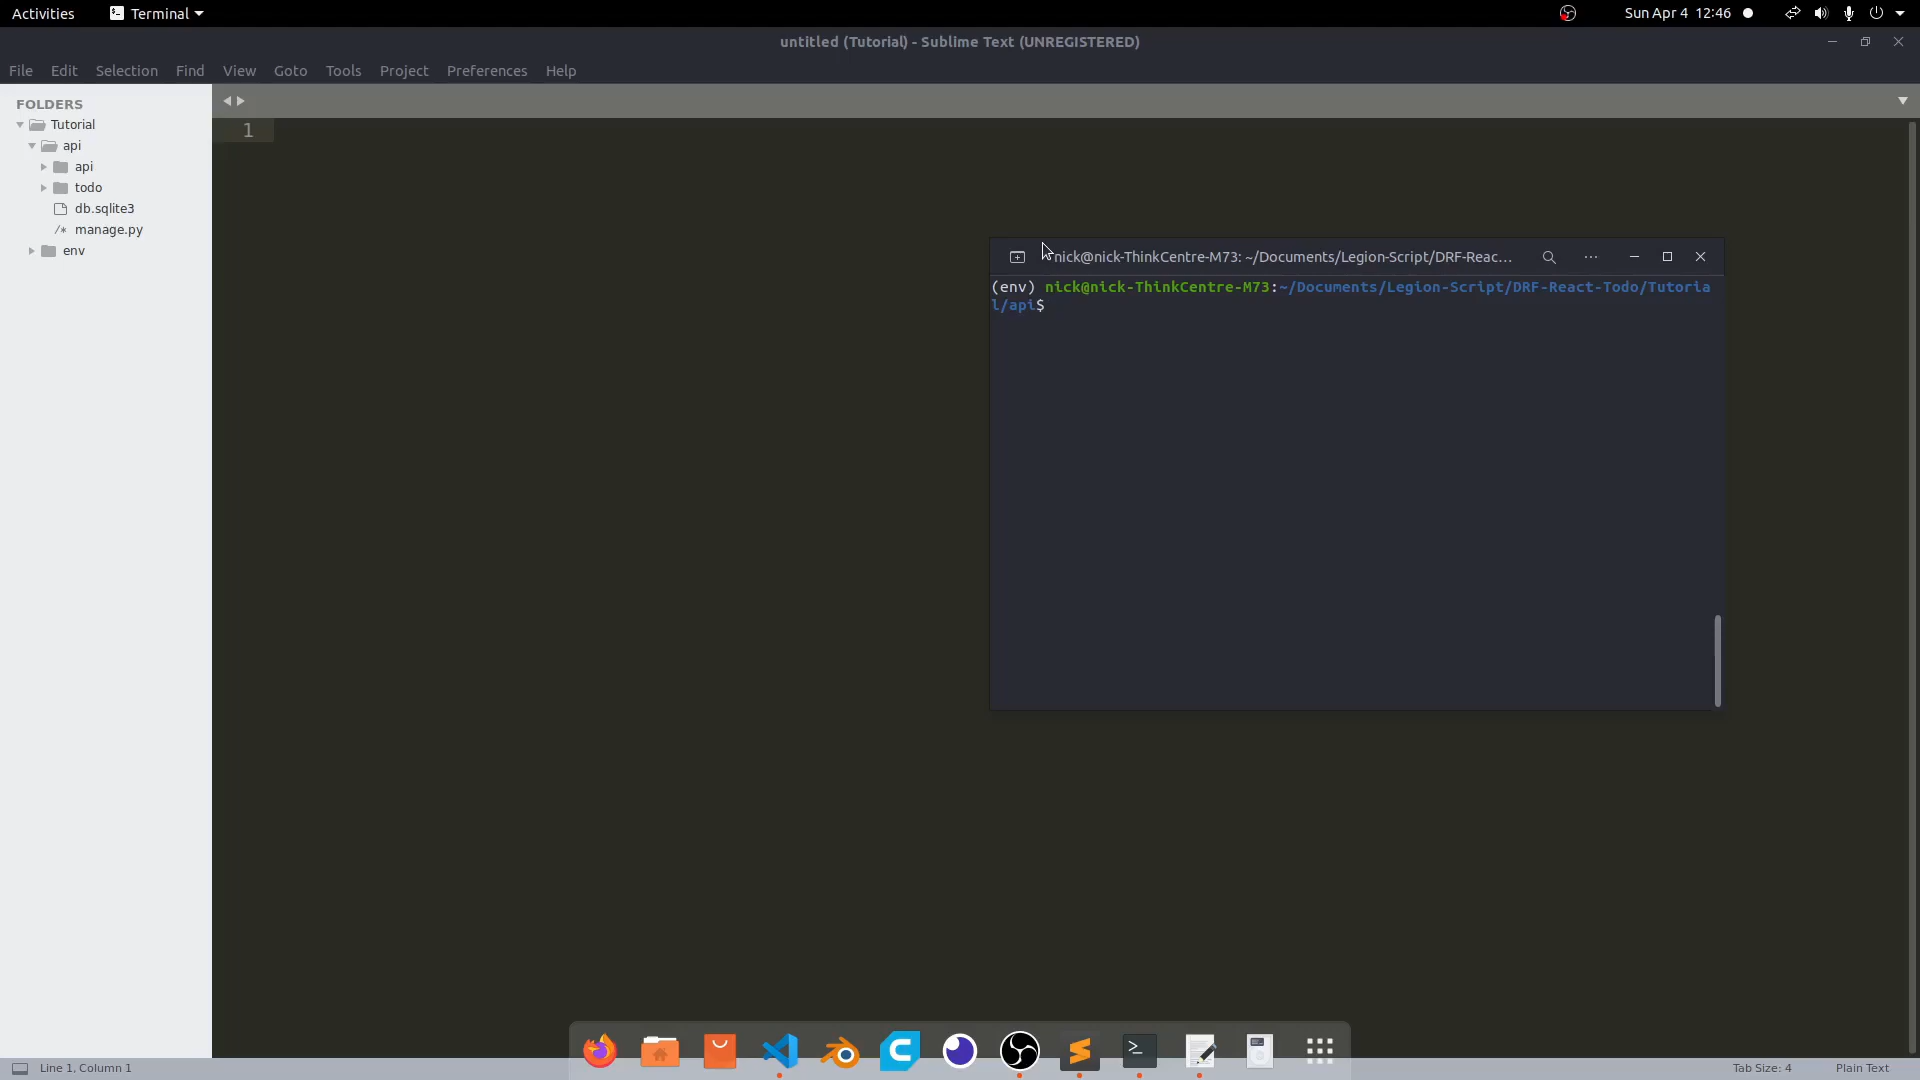 Activities
Terminal
Sun Apr 4 12:46
untitled (Tutorial) - Sublime Text (UNREGISTERED)
File Edit Selection Find View Goto Tools Project Preferences Help
FOLDERS
Tutorial
api
api
todo
db.sqlite3
/* manage.py
env
1
nick@nick-ThinkCentre-M73: ~/Documents/Legion-Script/DRF-Reac...
(env) nick@nick-ThinkCentre-M73:~/Documents/Legion-Script/DRF-React-Todo/Tutoria
l/api$
Line 1, Column 1
Tab Size: 4
Plain Text